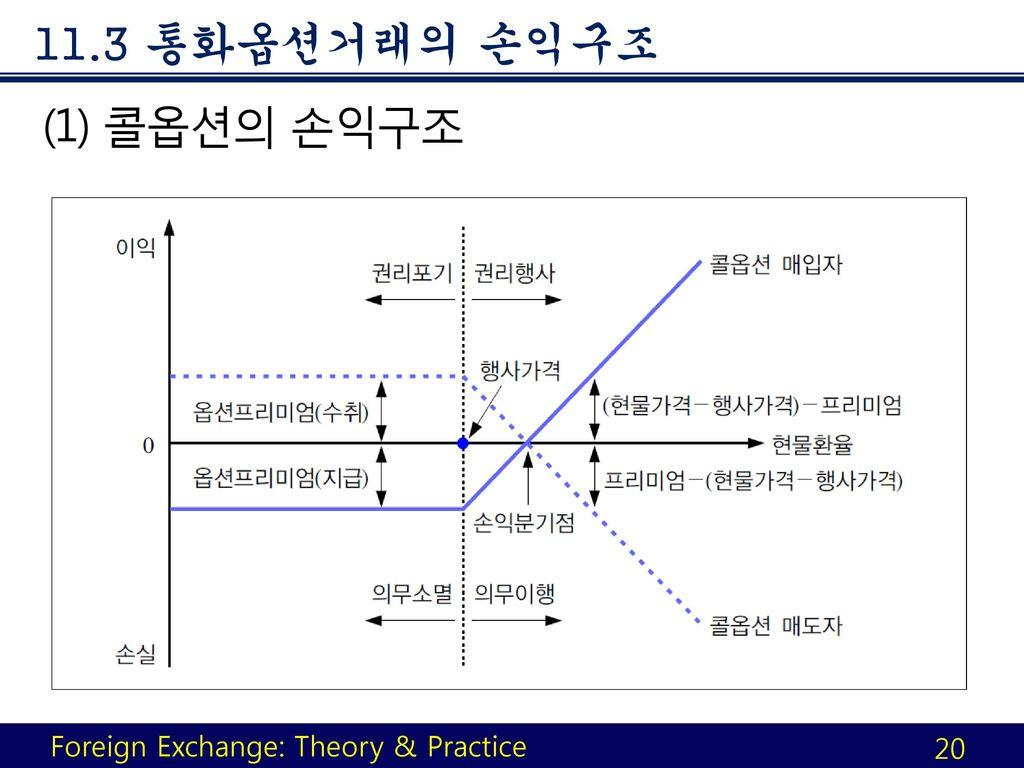 11.3 통화옵션거래의 손익구조
(1) 콜옵션의 손익구조
이익
권리포기
권리행사
콜옵션 매입자
행사가격
옵션프리미엄(수취)
(현물가격－행사가격)－프리미엄
0
현물환율
옵션프리미엄(지급)
프리미엄－(현물가격－행사가격)
손익분기점
의무소멸
의무이행
콜옵션 매도자
손실
Foreign Exchange: Theory & Practice
20